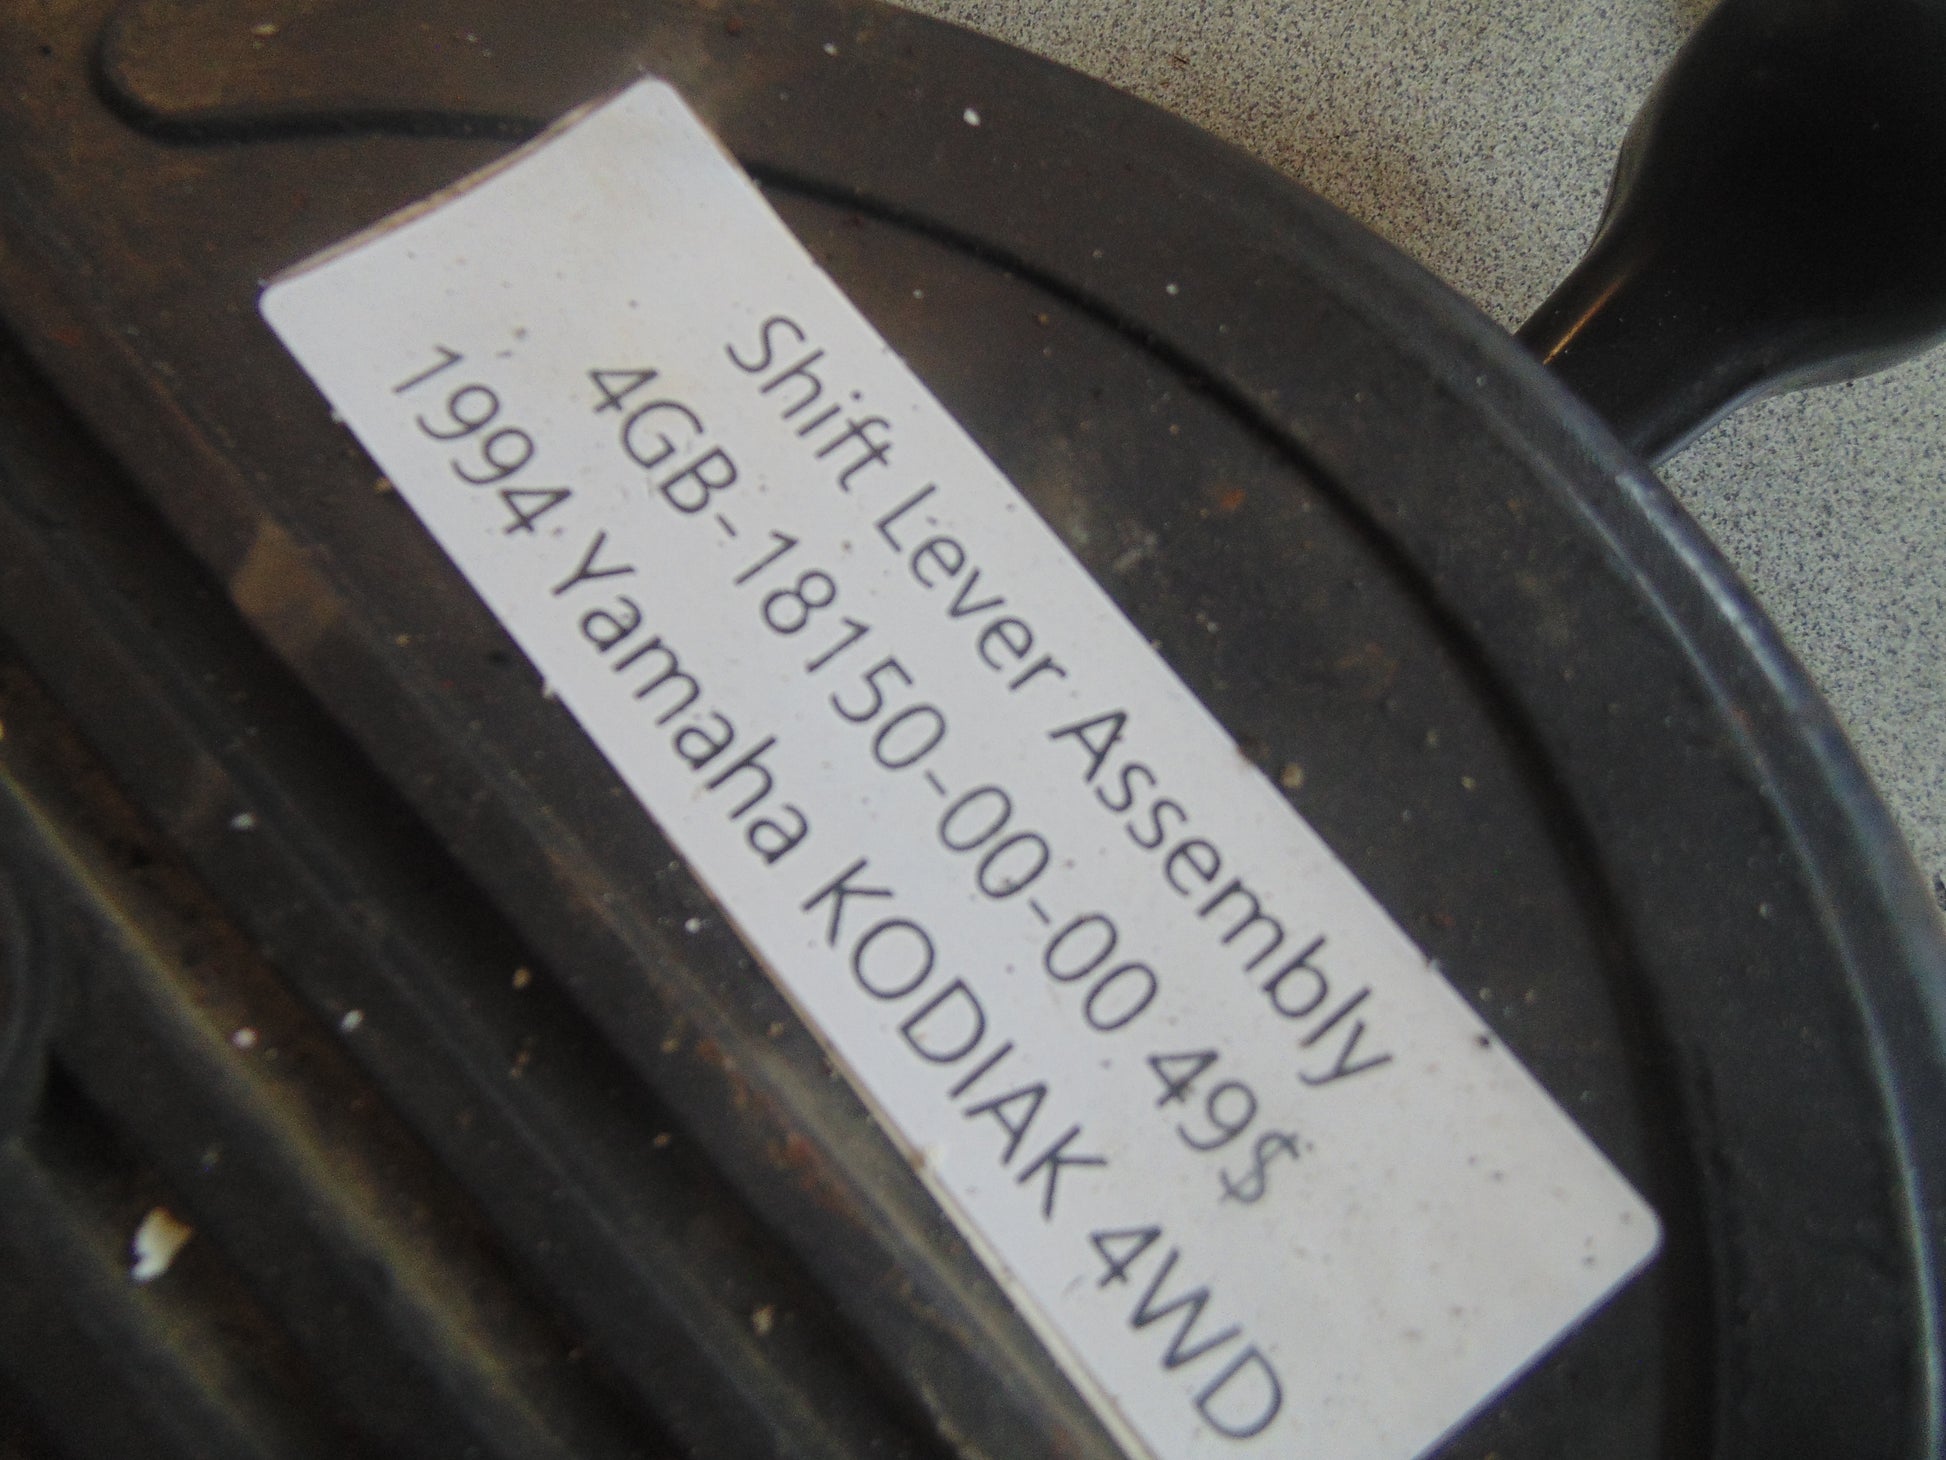 Shift Lever Assembly
4GB-18150-00-00 49$
1994 Yamaha KODIAK 4WD